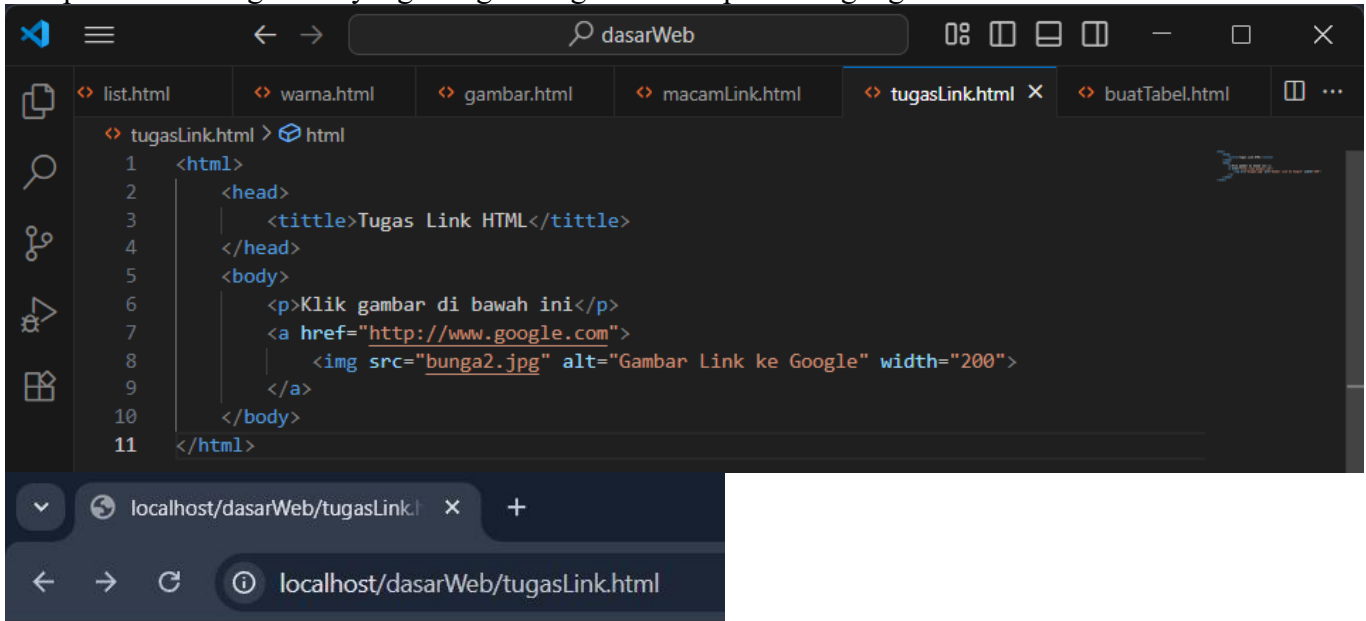 dasarWeb
list.html warna.html gambar.html macamLink.html tugasLink.html buatTabel.html
tugasLink.html > html
1 <html>
2 <head>
3 <tittle>Tugas Link HTML</tittle>
4 </head>
5 <body>
6 <p>Klik gambar di bawah ini</p>
7 <a href="http://www.google.com">
8 <img src="bunga2.jpg" alt="Gambar Link ke Google" width="200">
9 </a>
10 </body>
11 </html>
localhost/dasarWeb/tugasLink.h
localhost/dasarWeb/tugasLink.html